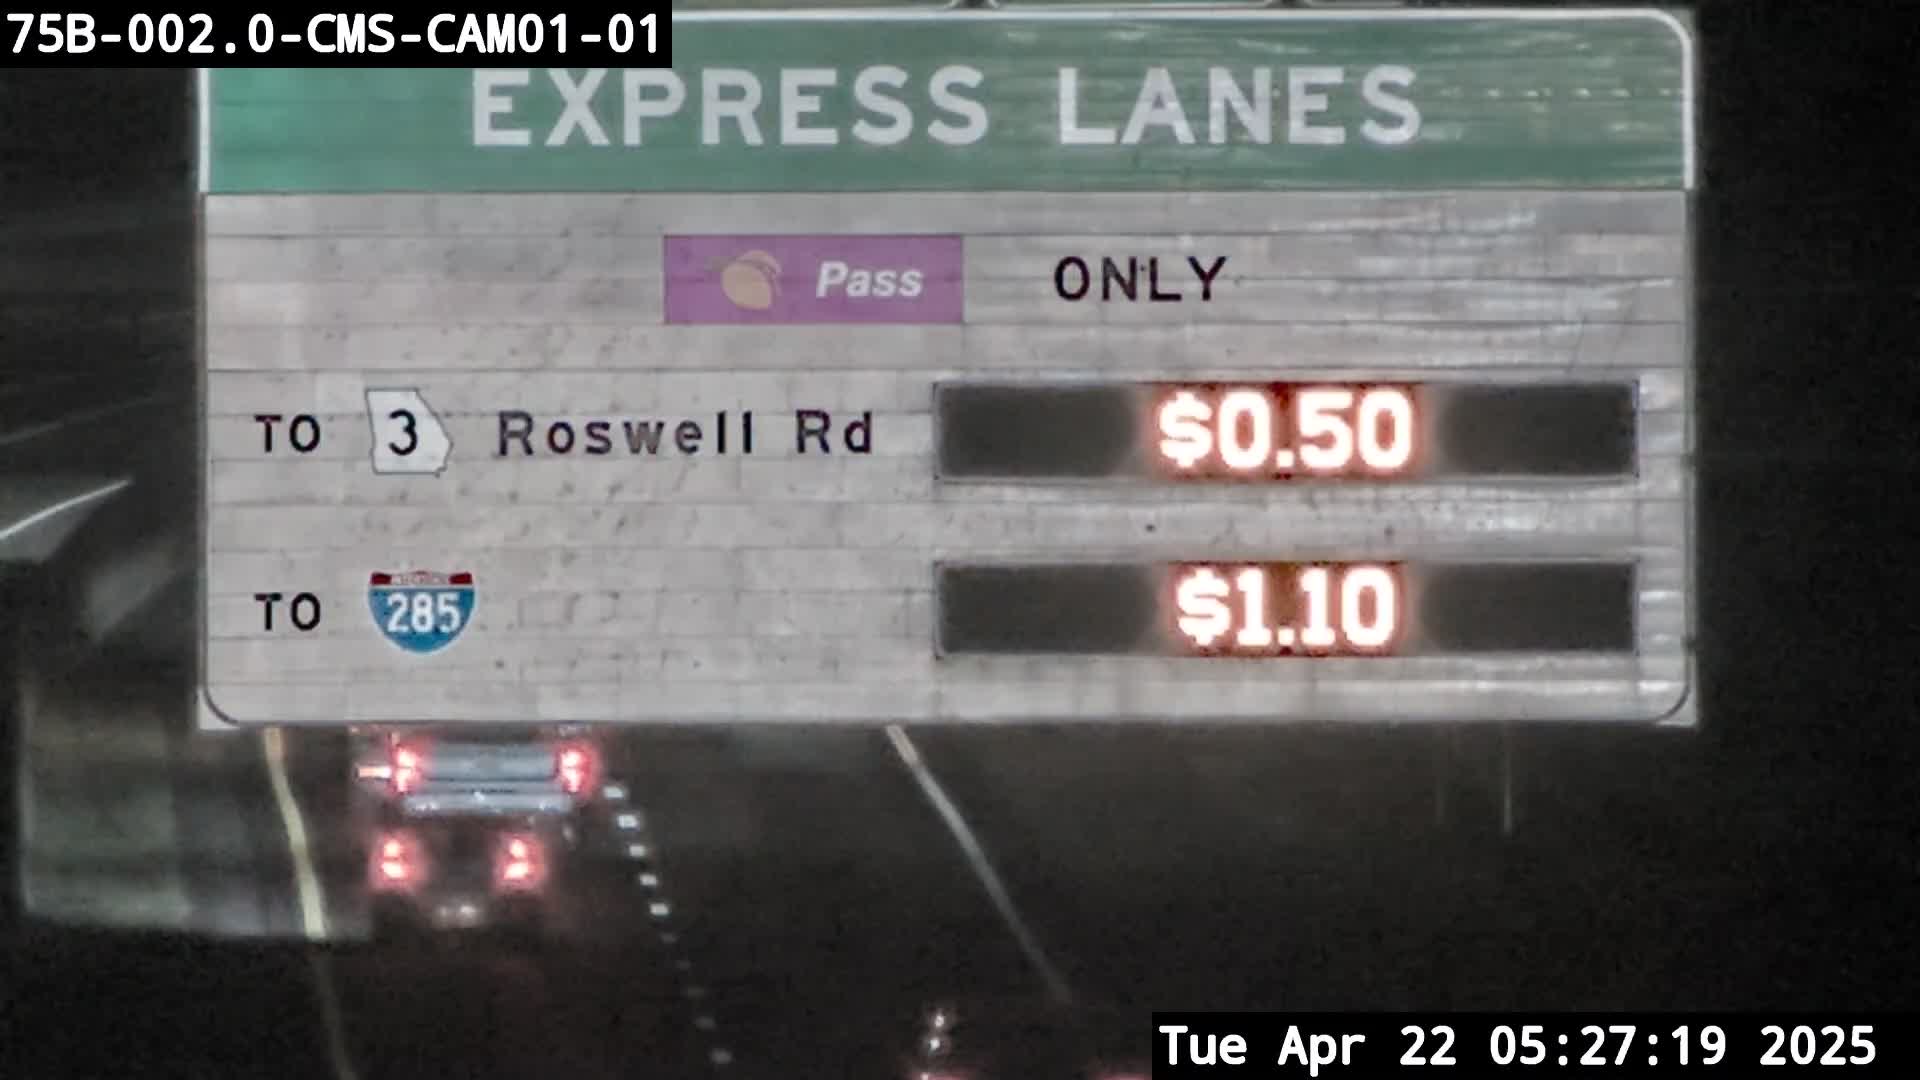 75B-002.0-CMS-CAM01-01
EXPRESS LANES
Pass ONLY
TO 3 Roswell Rd $0.50
TO 285 $1.10
Tue Apr 22 05:27:19 2025